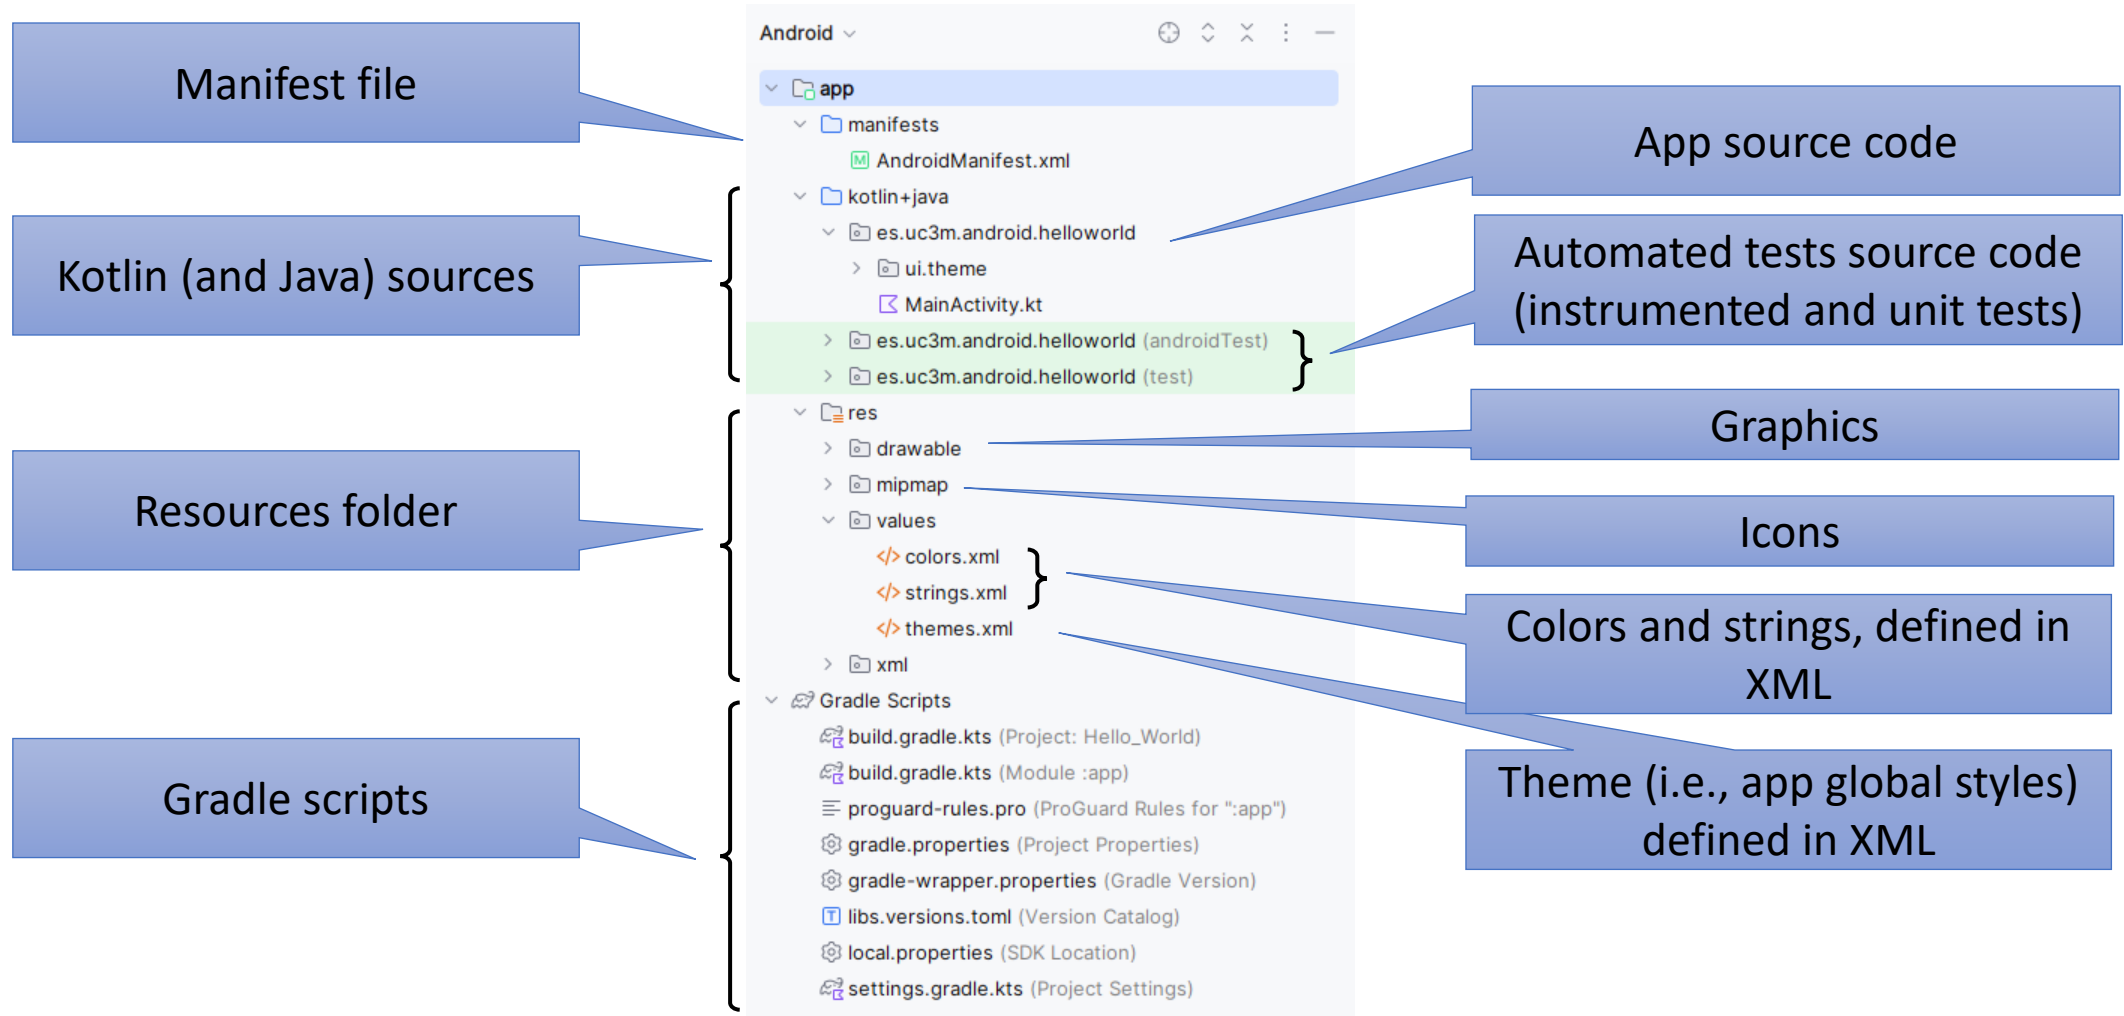 Manifest file
Kotlin (and Java) sources
Resources folder
Gradle scripts
Android
app
manifests
AndroidManifest.xml
kotlin+java
es.uc3m.android.helloworld
ui.theme
MainActivity.kt
es.uc3m.android.helloworld (androidTest)
es.uc3m.android.helloworld (test)
res
drawable
mipmap
values
</> colors.xml
</> strings.xml
</> themes.xml
xml
Gradle Scripts
build.gradle.kts (Project: Hello_World)
build.gradle.kts (Module :app)
proguard-rules.pro (ProGuard Rules for ":app")
gradle.properties (Project Properties)
gradle-wrapper.properties (Gradle Version)
libs.versions.toml (Version Catalog)
local.properties (SDK Location)
settings.gradle.kts (Project Settings)
App source code
Automated tests source code
(instrumented and unit tests)
Graphics
Icons
Colors and strings, defined in
XML
Theme (i.e., app global styles)
defined in XML